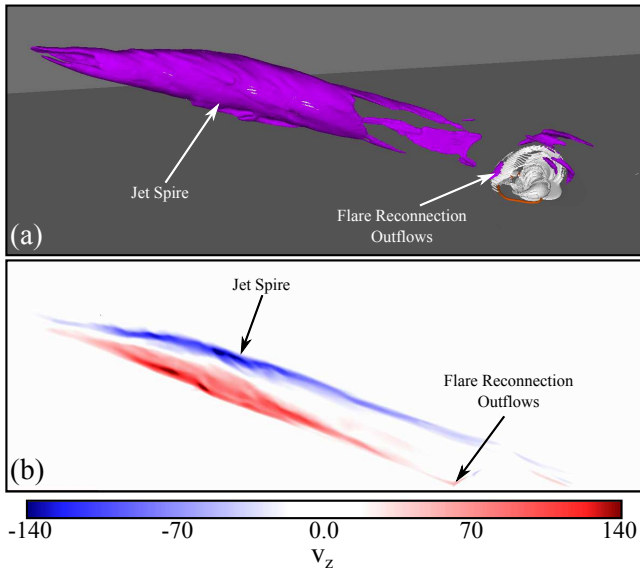 Jet Spire
Flare Reconnection
Outflows
(a)
Jet Spire
Flare Reconnection
Outflows
(b)
-140 -70 0.0 70 140
v_z